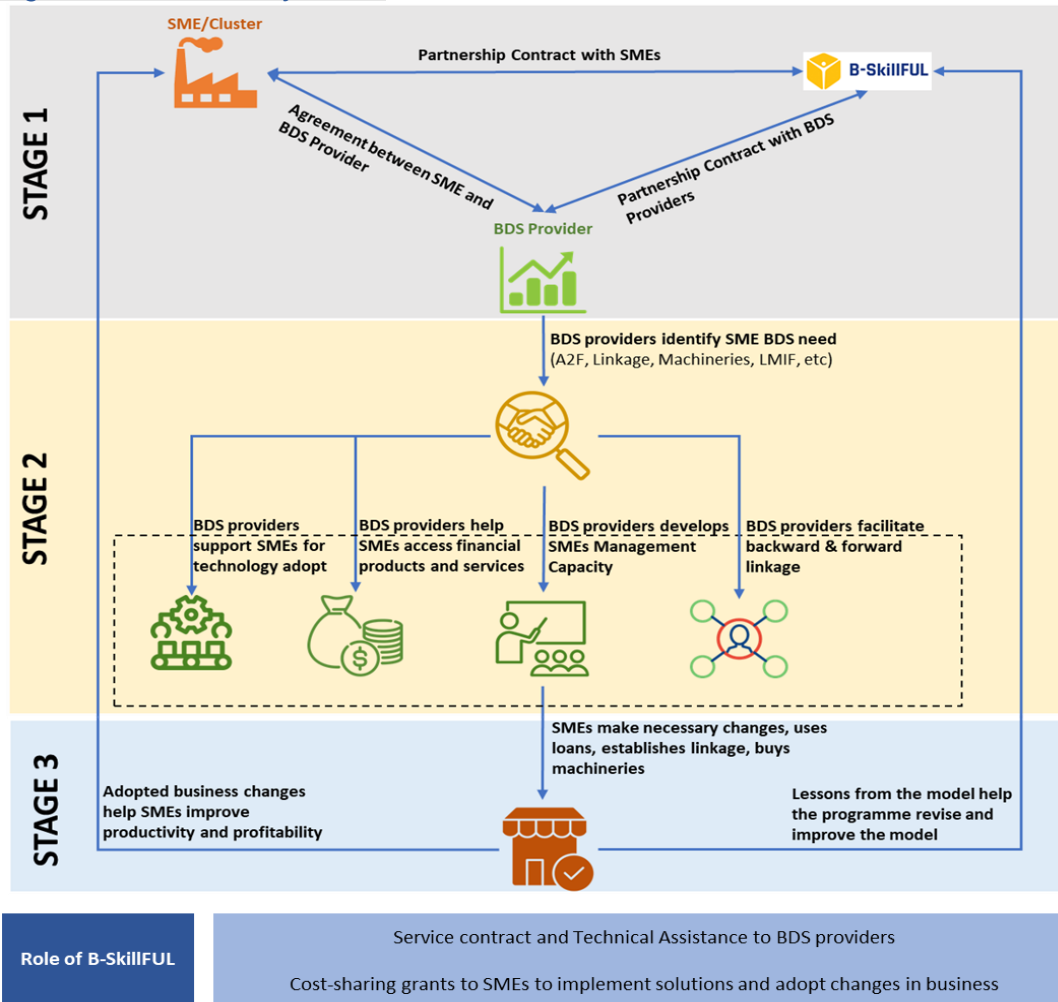 SME/Cluster
Partnership Contract with SMEs
B-SkillFUL
STAGE 1
Agreement between SME and
BDS Provider
Partnership Contract with BDS
Providers
BDS Provider
BDS providers identify SME BDS need
(A2F, Linkage, Machineries, LMIF, etc)
STAGE 2
BDS providers
support SMEs for
technology adopt
BDS providers help
SMEs access financial
products and services
BDS providers develops
SMEs Management
Capacity
BDS providers facilitate
backward & forward
linkage
$
STAGE 3
SMEs make necessary changes, uses
loans, establishes linkage, buys
machineries
Adopted business changes
help SMEs improve
productivity and profitability
Lessons from the model help
the programme revise and
improve the model
Role of B-SkillFUL
Service contract and Technical Assistance to BDS providers
Cost-sharing grants to SMEs to implement solutions and adopt changes in business